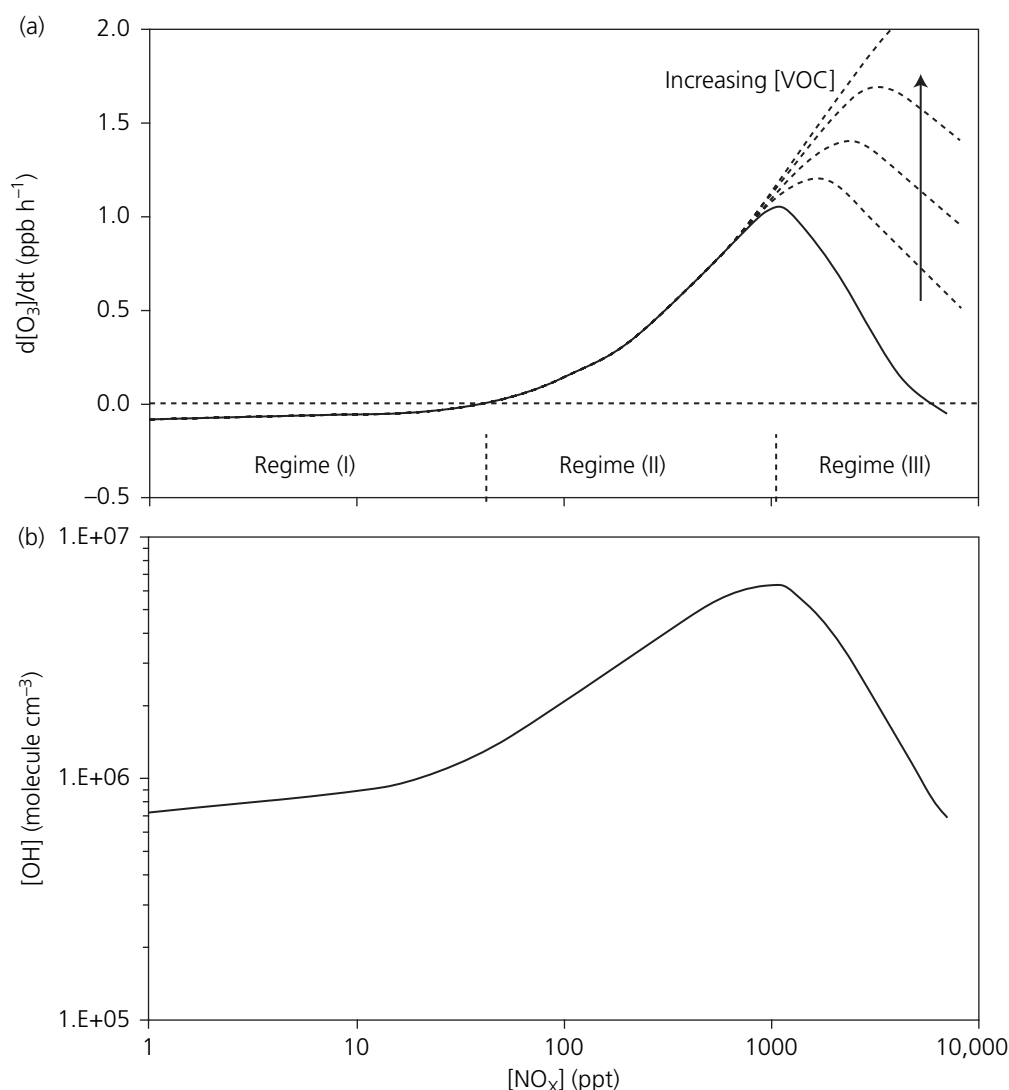 (a)
2.0
1.5
1.0
0.5
0.0
–0.5
d[O₃]/dt (ppb h⁻¹)
Increasing [VOC]
Regime (I)
Regime (II)
Regime (III)
(b)
1.E+07
1.E+06
1.E+05
[OH] (molecule cm⁻³)
1
10
100
1000
10,000
[NOₓ] (ppt)